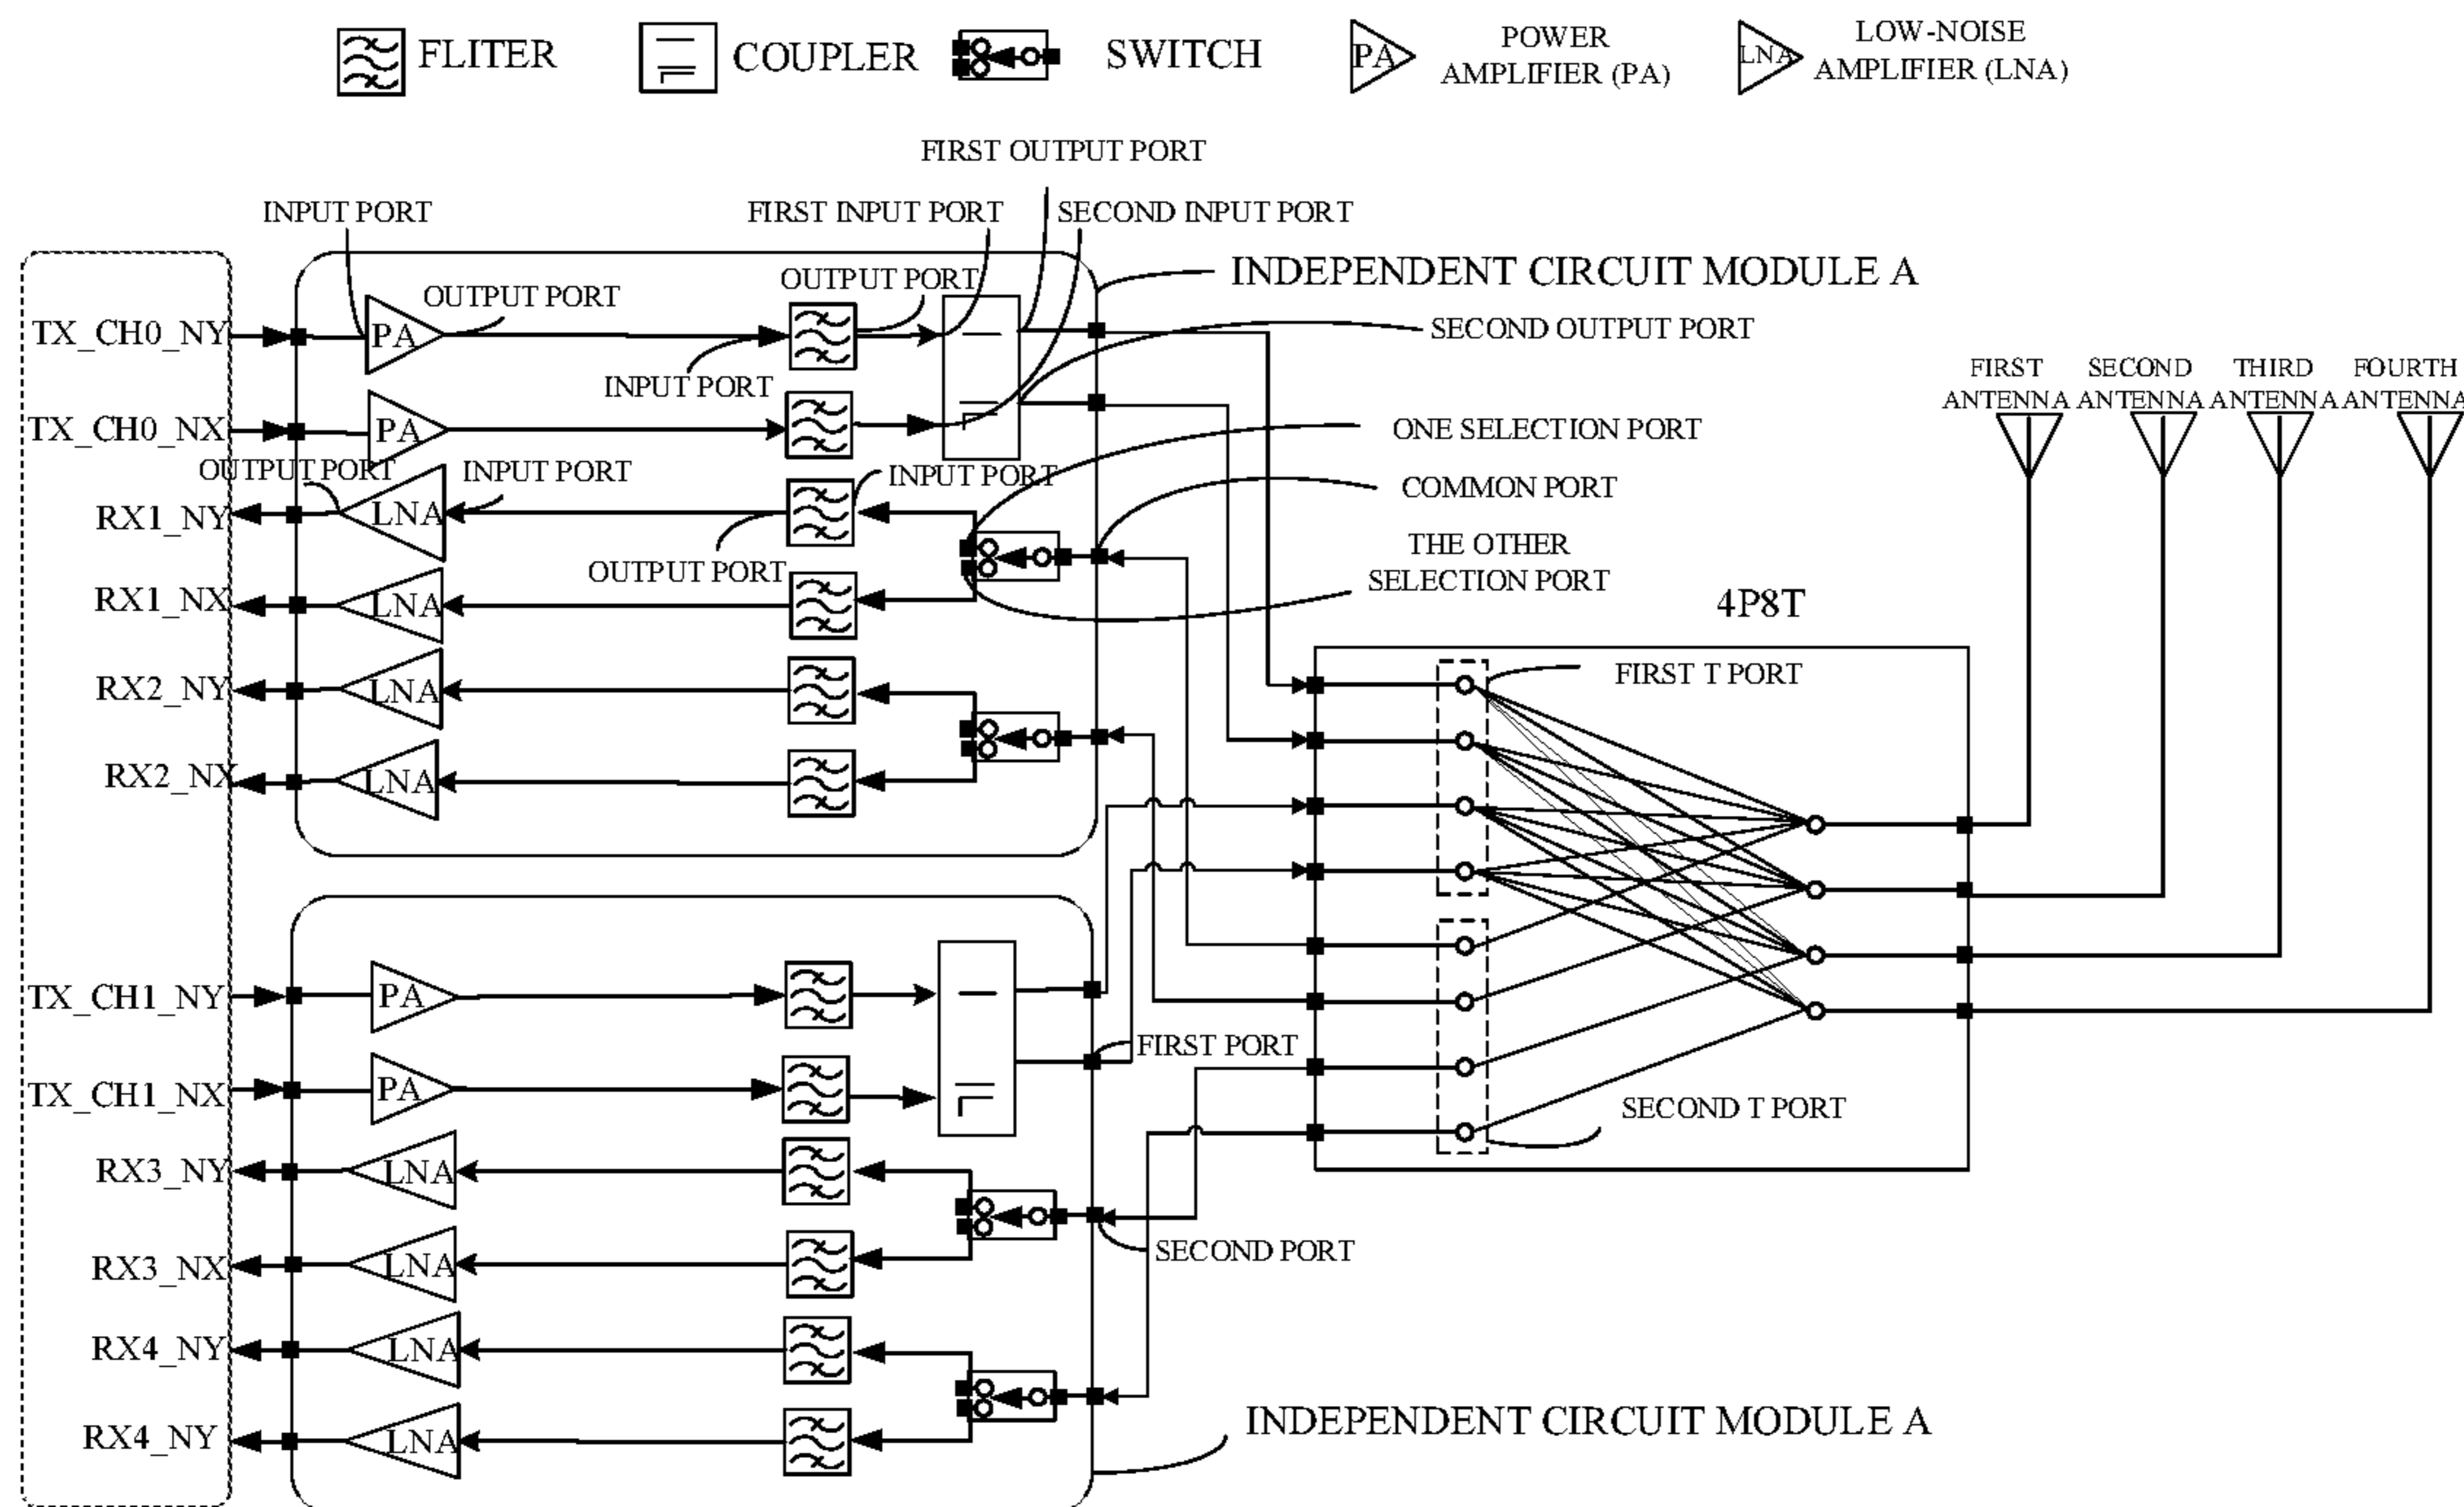 FLITER
COUPLER
SWITCH
PA
POWER
AMPLIFIER (PA)
LNA
LOW-NOISE
AMPLIFIER (LNA)
FIRST OUTPUT PORT
INPUT PORT
FIRST INPUT PORT
SECOND INPUT PORT
INDEPENDENT CIRCUIT MODULE A
OUTPUT PORT
OUTPUT PORT
TX_CH0_NY
PA
SECOND OUTPUT PORT
INPUT PORT
FIRST
ANTENNA
SECOND
ANTENNA
THIRD
ANTENNA
FOURTH
ANTENNA
TX_CH0_NX
PA
ONE SELECTION PORT
OUTPUT PORT
INPUT PORT
INPUT PORT
COMMON PORT
RX1_NY
LNA
OUTPUT PORT
THE OTHER
SELECTION PORT
RX1_NX
LNA
4P8T
RX2_NY
LNA
FIRST T PORT
RX2_NX
LNA
TX_CH1_NY
PA
FIRST PORT
TX_CH1_NX
PA
SECOND T PORT
RX3_NY
LNA
SECOND PORT
RX3_NX
LNA
RX4_NY
LNA
INDEPENDENT CIRCUIT MODULE A
RX4_NY
LNA